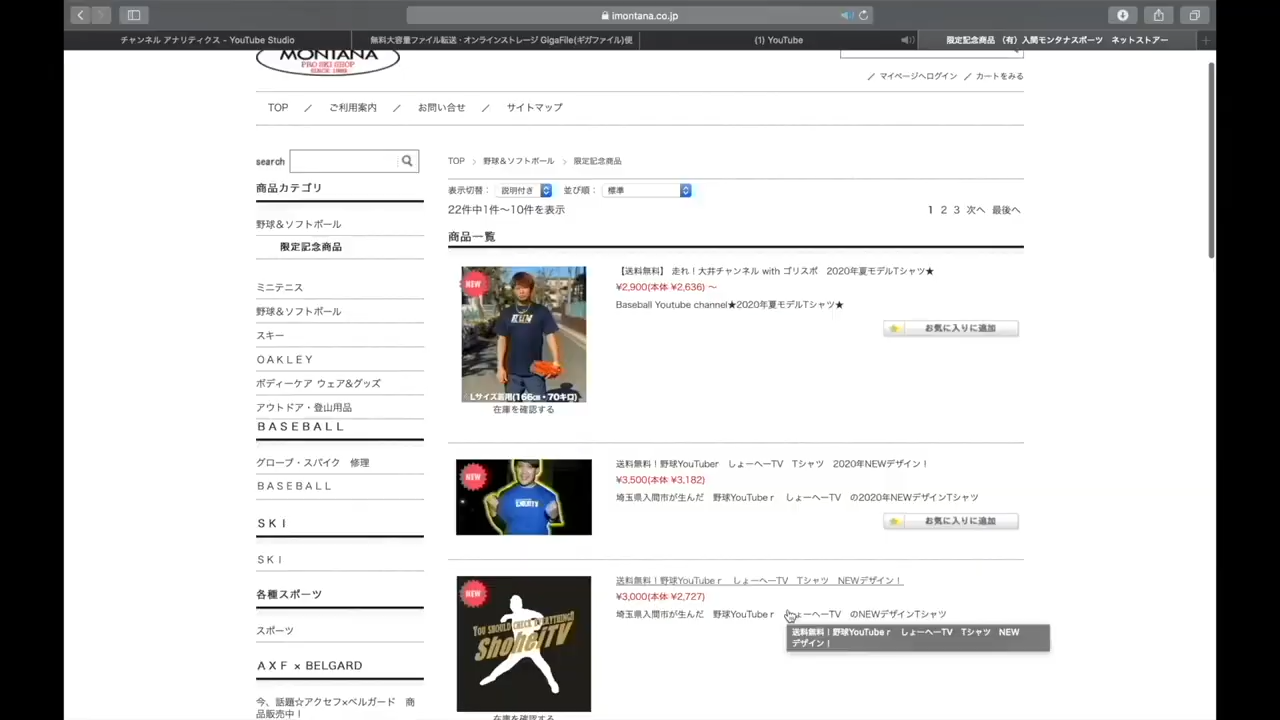 imontana.co.jp
チャンネル アナリティクス - YouTube Studio
無料大容量ファイル転送・オンラインストレージ GigaFile(ギガファイル)便
(1) YouTube
限定記念商品 （有）入間モンタナスポーツ ネットストアー
MONTANA
PRO SKI SHOP
SINCE 1989
／ マイページへログイン ／ カートをみる
TOP ／ ご利用案内 ／ お問い合せ ／ サイトマップ
search
商品カテゴリ
野球＆ソフトボール
限定記念商品
ミニテニス
野球＆ソフトボール
スキー
ＯＡＫＬＥＹ
ボディーケア ウェア&グッズ
アウトドア・登山用品
ＢＡＳＥＢＡＬＬ
グローブ・スパイク　修理
ＢＡＳＥＢＡＬＬ
ＳＫＩ
ＳＫＩ
各種スポーツ
スポーツ
ＡＸＦ × BELGARD
今、話題☆アクセフ×ベルガード　商
品販売中！
TOP > 野球＆ソフトボール > 限定記念商品
表示切替： 説明付き 並び順： 標準
22件中1件〜10件を表示
1 2 3 次へ 最後へ
商品一覧
NEW
Lサイズ着用(166㎝・70キロ)
在庫を確認する
【送料無料】 走れ！大井チャンネル with ゴリスポ　2020年夏モデルTシャツ★
¥2,900(本体 ¥2,636) 〜
Baseball Youtube channel★2020年夏モデルTシャツ★
お気に入りに追加
NEW
送料無料！野球YouTuber　しょーへーTV　Tシャツ　2020年NEWデザイン！
¥3,500(本体 ¥3,182)
埼玉県入間市が生んだ　野球YouTubeｒ　しょーへーTV　の2020年NEWデザインTシャツ
お気に入りに追加
NEW
YOU SHOULD CHECK EVERYTHING!!
ShoheiTV
在庫を確認する
送料無料！野球YouTubeｒ　しょーへーTV　Tシャツ　NEWデザイン！
¥3,000(本体 ¥2,727)
埼玉県入間市が生んだ　野球YouTubeｒ　しょーへーTV　のNEWデザインTシャツ
送料無料！野球YouTubeｒ　しょーへーTV　Tシャツ　NEW
デザイン！